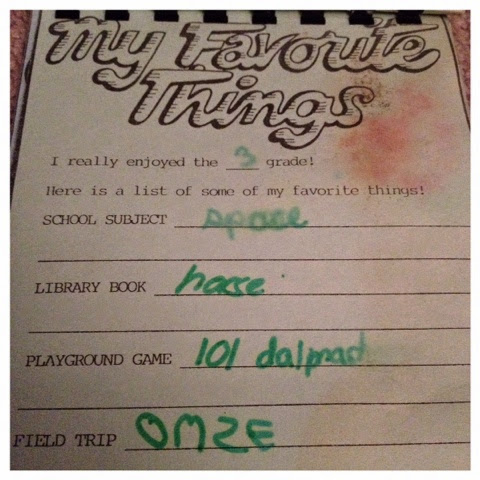 My Favorite
Things
I really enjoyed the 3 grade!
Here is a list of some of my favorite things!
SCHOOL SUBJECT space
LIBRARY BOOK horse
PLAYGROUND GAME 101 dalmat
FIELD TRIP OMZE